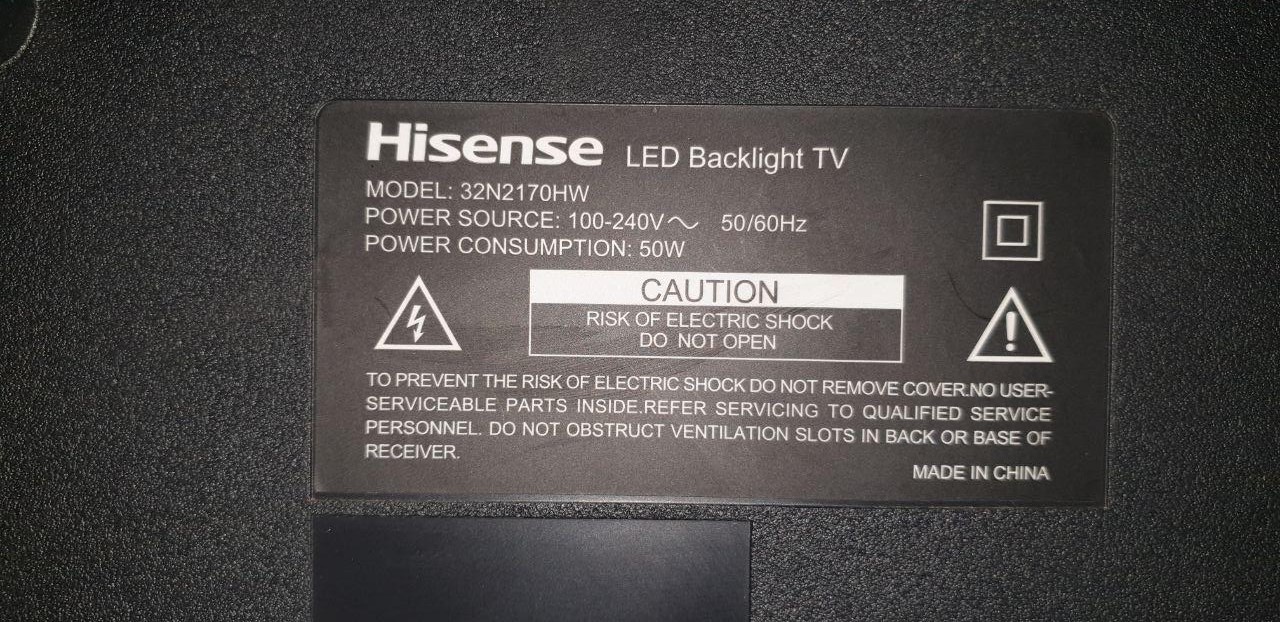 Hisense LED Backlight TV
MODEL: 32N2170HW
POWER SOURCE: 100-240V～ 50/60Hz
POWER CONSUMPTION: 50W
CAUTION
RISK OF ELECTRIC SHOCK
DO NOT OPEN
TO PREVENT THE RISK OF ELECTRIC SHOCK DO NOT REMOVE COVER.NO USER-
SERVICEABLE PARTS INSIDE.REFER SERVICING TO QUALIFIED SERVICE
PERSONNEL. DO NOT OBSTRUCT VENTILATION SLOTS IN BACK OR BASE OF
RECEIVER.
MADE IN CHINA